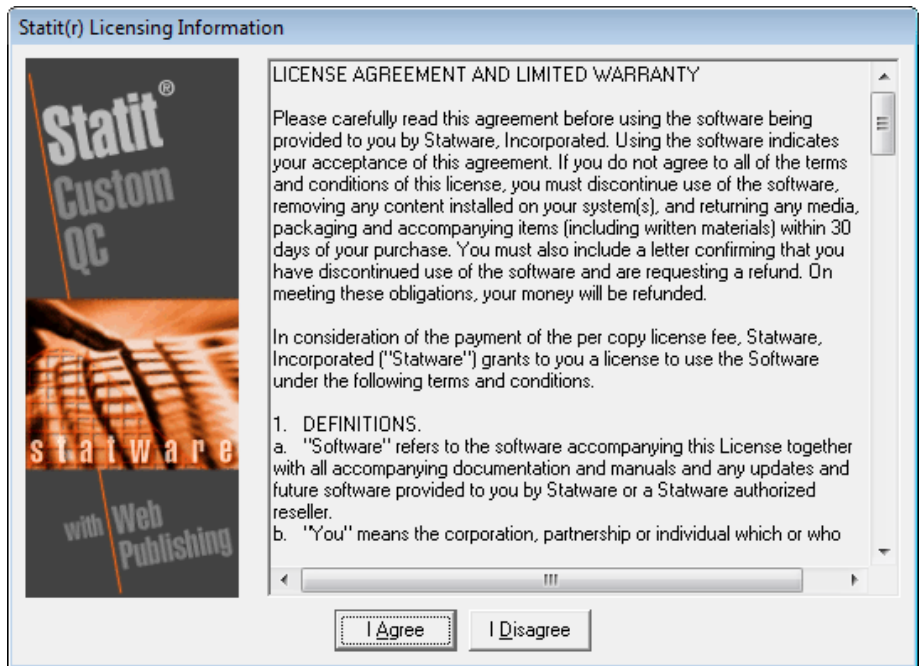 Statit(r) Licensing Information
Statit®
Custom
QC
statware
with Web
Publishing
LICENSE AGREEMENT AND LIMITED WARRANTY
Please carefully read this agreement before using the software being
provided to you by Statware, Incorporated. Using the software indicates
your acceptance of this agreement. If you do not agree to all of the terms
and conditions of this license, you must discontinue use of the software,
removing any content installed on your system(s), and returning any media,
packaging and accompanying items (including written materials) within 30
days of your purchase. You must also include a letter confirming that you
have discontinued use of the software and are requesting a refund. On
meeting these obligations, your money will be refunded.
In consideration of the payment of the per copy license fee, Statware,
Incorporated ("Statware") grants to you a license to use the Software
under the following terms and conditions.
1. DEFINITIONS.
a. "Software" refers to the software accompanying this License together
with all accompanying documentation and manuals and any updates and
future software provided to you by Statware or a Statware authorized
reseller.
b. "You" means the corporation, partnership or individual which or who
I Agree
I Disagree